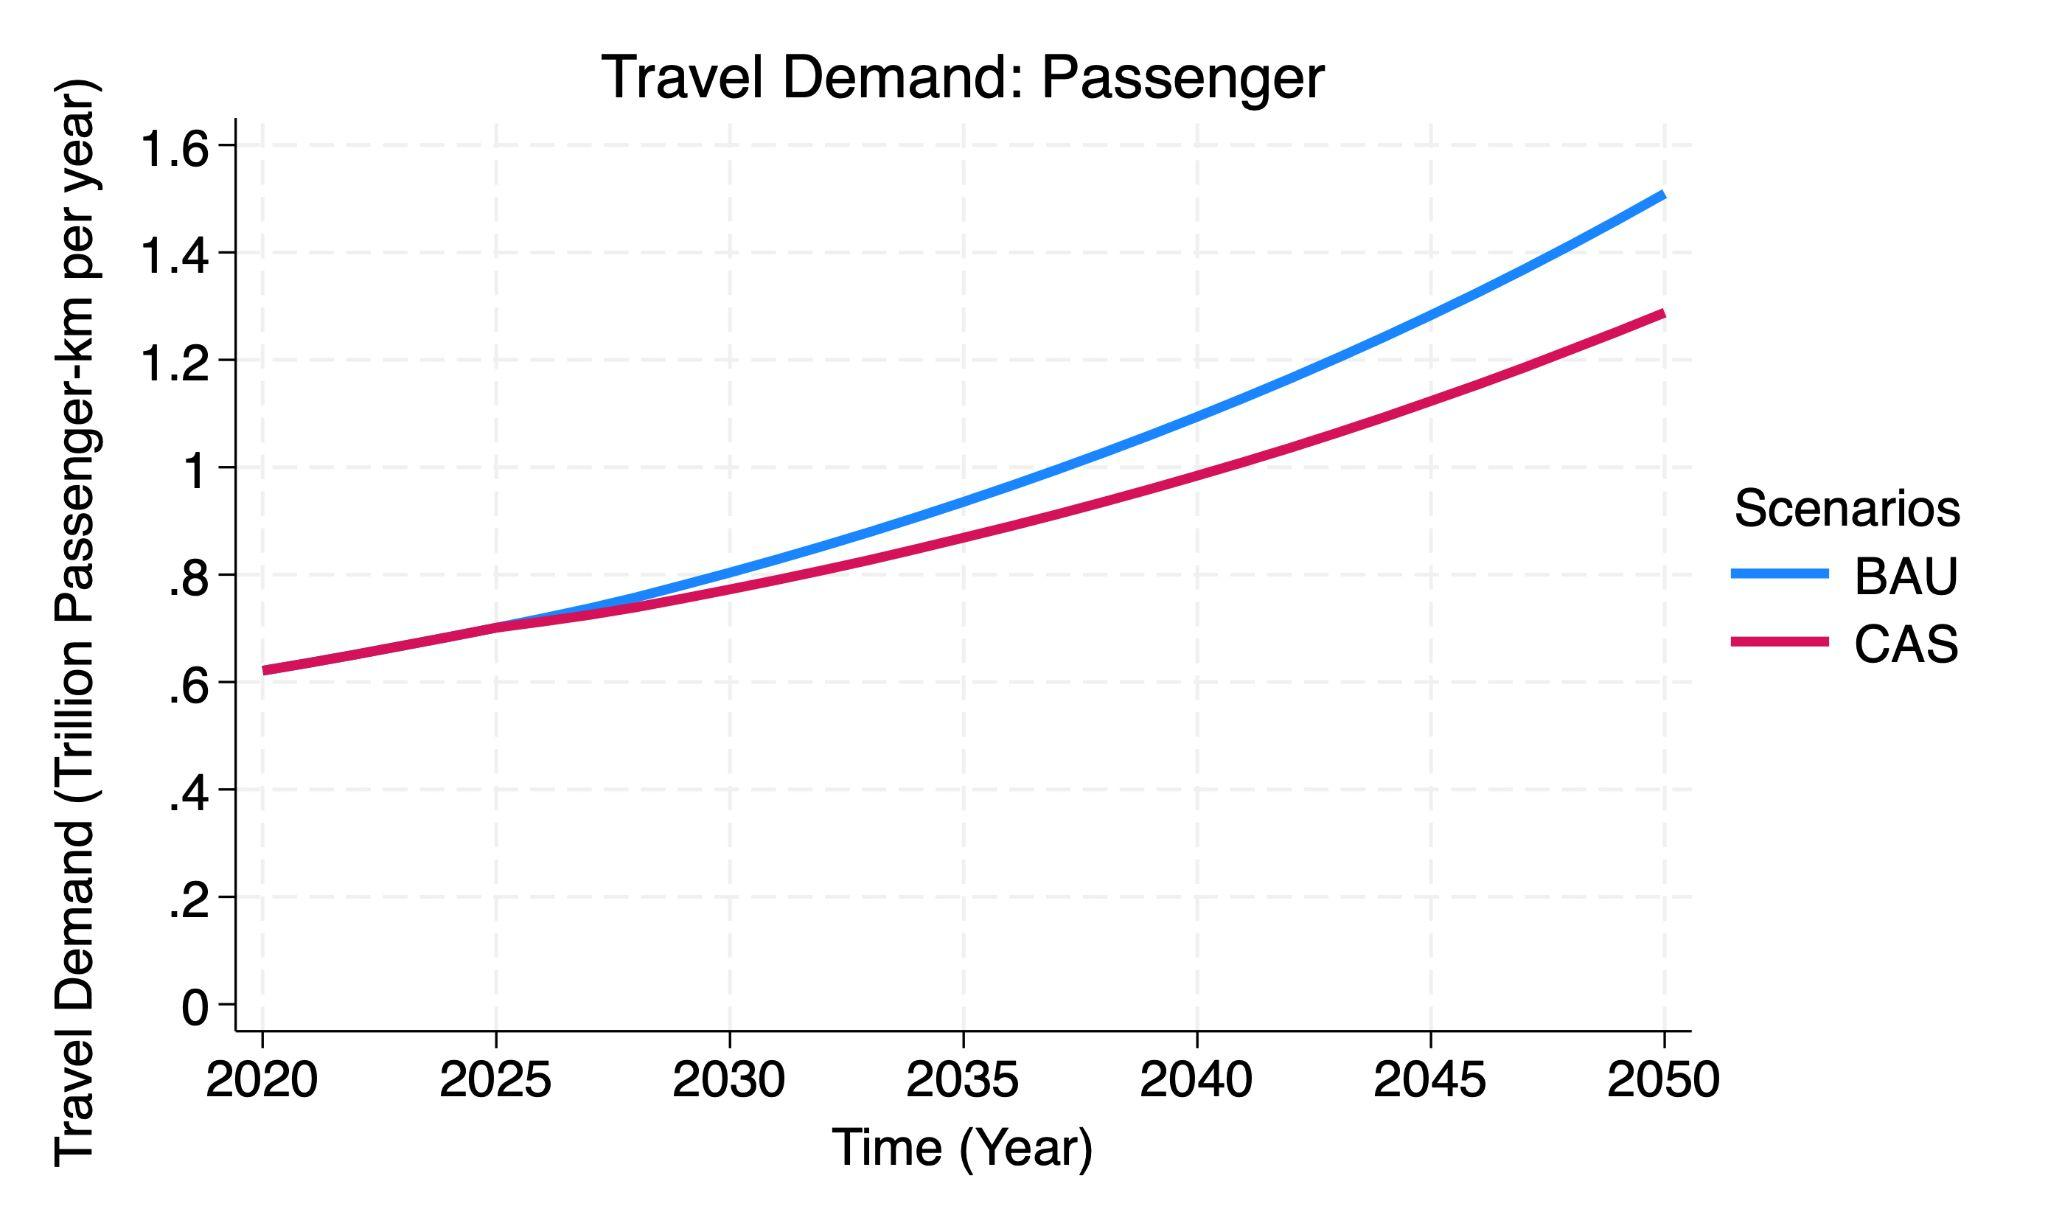 Travel Demand: Passenger
Travel Demand (Trillion Passenger-km per year)
1.6
1.4
1.2
1
.8
.6
.4
.2
0
2020 2025 2030 2035 2040 2045 2050
Time (Year)
Scenarios
BAU
CAS